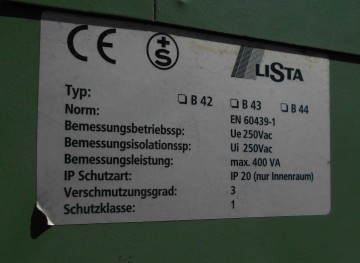 CE +S LISTA
Typ: ❑ B 42 ❑ B 43 ❑ B 44
Norm: EN 60439-1
Bemessungsbetriebssp: Ue 250Vac
Bemessungsisolationssp: Ui 250Vac
Bemessungsleistung: max. 400 VA
IP Schutzart: IP 20 (nur Innenraum)
Verschmutzungsgrad: 3
Schutzklasse: 1